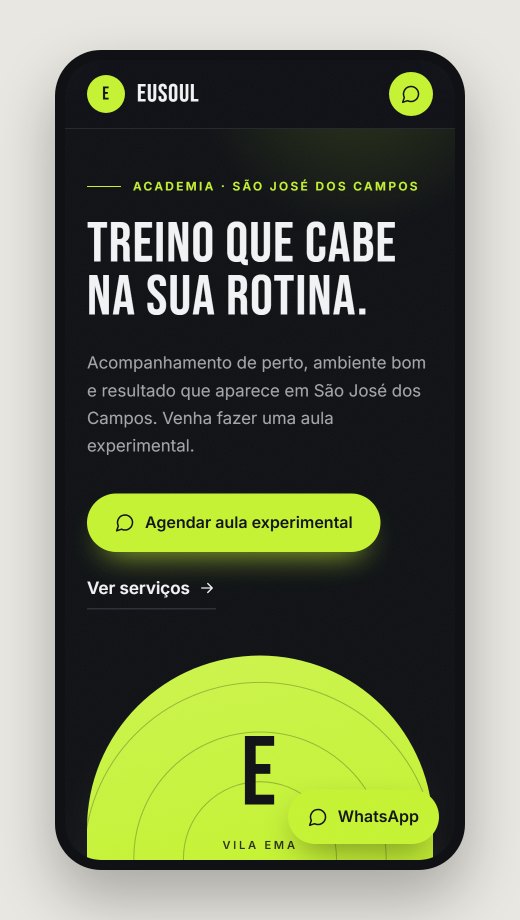 E EUSOUL
ACADEMIA · SÃO JOSÉ DOS CAMPOS
TREINO QUE CABE
NA SUA ROTINA.
Acompanhamento de perto, ambiente bom
e resultado que aparece em São José dos
Campos. Venha fazer uma aula
experimental.
Agendar aula experimental
Ver serviços →
E
WhatsApp
VILA EMA